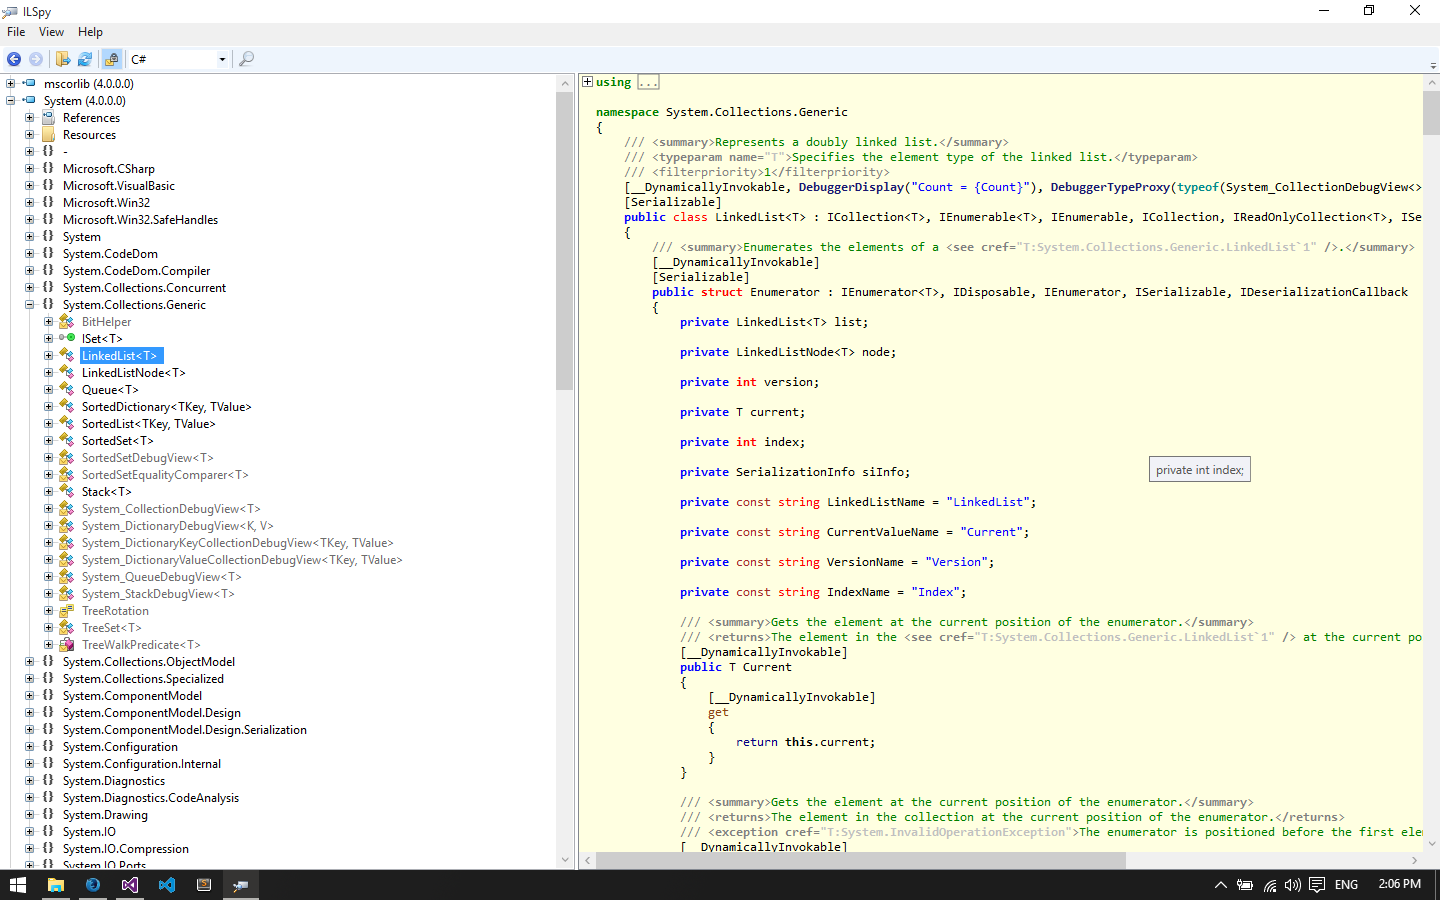 ILSpy
File View Help
C#
mscorlib (4.0.0.0)
System (4.0.0.0)
References
Resources
{} -
{} Microsoft.CSharp
{} Microsoft.VisualBasic
{} Microsoft.Win32
{} Microsoft.Win32.SafeHandles
{} System
{} System.CodeDom
{} System.CodeDom.Compiler
{} System.Collections.Concurrent
{} System.Collections.Generic
BitHelper
ISet<T>
LinkedList<T>
LinkedListNode<T>
Queue<T>
SortedDictionary<TKey, TValue>
SortedList<TKey, TValue>
SortedSet<T>
SortedSetDebugView<T>
SortedSetEqualityComparer<T>
Stack<T>
System_CollectionDebugView<T>
System_DictionaryDebugView<K, V>
System_DictionaryKeyCollectionDebugView<TKey, TValue>
System_DictionaryValueCollectionDebugView<TKey, TValue>
System_QueueDebugView<T>
System_StackDebugView<T>
TreeRotation
TreeSet<T>
TreeWalkPredicate<T>
{} System.Collections.ObjectModel
{} System.Collections.Specialized
{} System.ComponentModel
{} System.ComponentModel.Design
{} System.ComponentModel.Design.Serialization
{} System.Configuration
{} System.Configuration.Internal
{} System.Diagnostics
{} System.Diagnostics.CodeAnalysis
{} System.Drawing
{} System.IO
{} System.IO.Compression
{} System.IO.Ports
using ...
namespace System.Collections.Generic
{
/// <summary>Represents a doubly linked list.</summary>
/// <typeparam name="T">Specifies the element type of the linked list.</typeparam>
/// <filterpriority>1</filterpriority>
[__DynamicallyInvokable, DebuggerDisplay("Count = {Count}"), DebuggerTypeProxy(typeof(System_CollectionDebugView<>
[Serializable]
public class LinkedList<T> : ICollection<T>, IEnumerable<T>, IEnumerable, ICollection, IReadOnlyCollection<T>, ISe
{
/// <summary>Enumerates the elements of a <see cref="T:System.Collections.Generic.LinkedList`1" />.</summary>
[__DynamicallyInvokable]
[Serializable]
public struct Enumerator : IEnumerator<T>, IDisposable, IEnumerator, ISerializable, IDeserializationCallback
{
private LinkedList<T> list;
private LinkedListNode<T> node;
private int version;
private T current;
private int index;
private SerializationInfo siInfo;
private int index;
private const string LinkedListName = "LinkedList";
private const string CurrentValueName = "Current";
private const string VersionName = "Version";
private const string IndexName = "Index";
/// <summary>Gets the element at the current position of the enumerator.</summary>
/// <returns>The element in the <see cref="T:System.Collections.Generic.LinkedList`1" /> at the current po
[__DynamicallyInvokable]
public T Current
{
[__DynamicallyInvokable]
get
{
return this.current;
}
}
/// <summary>Gets the element at the current position of the enumerator.</summary>
/// <returns>The element in the collection at the current position of the enumerator.</returns>
/// <exception cref="T:System.InvalidOperationException">The enumerator is positioned before the first ele
[__DynamicallyInvokable]
ENG
2:06 PM